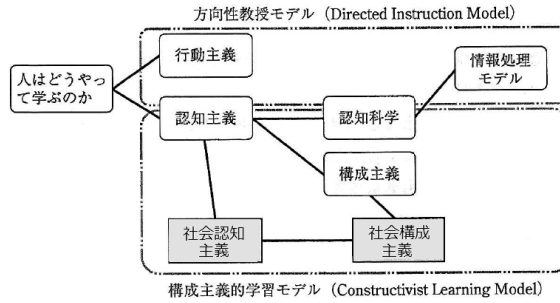 方向性教授モデル（Directed Instruction Model）
人はどうやっ
て学ぶのか
行動主義
情報処理
モデル
認知主義
認知科学
構成主義
社会認知
主義
社会構成
主義
構成主義的学習モデル（Constructivist Learning Model）